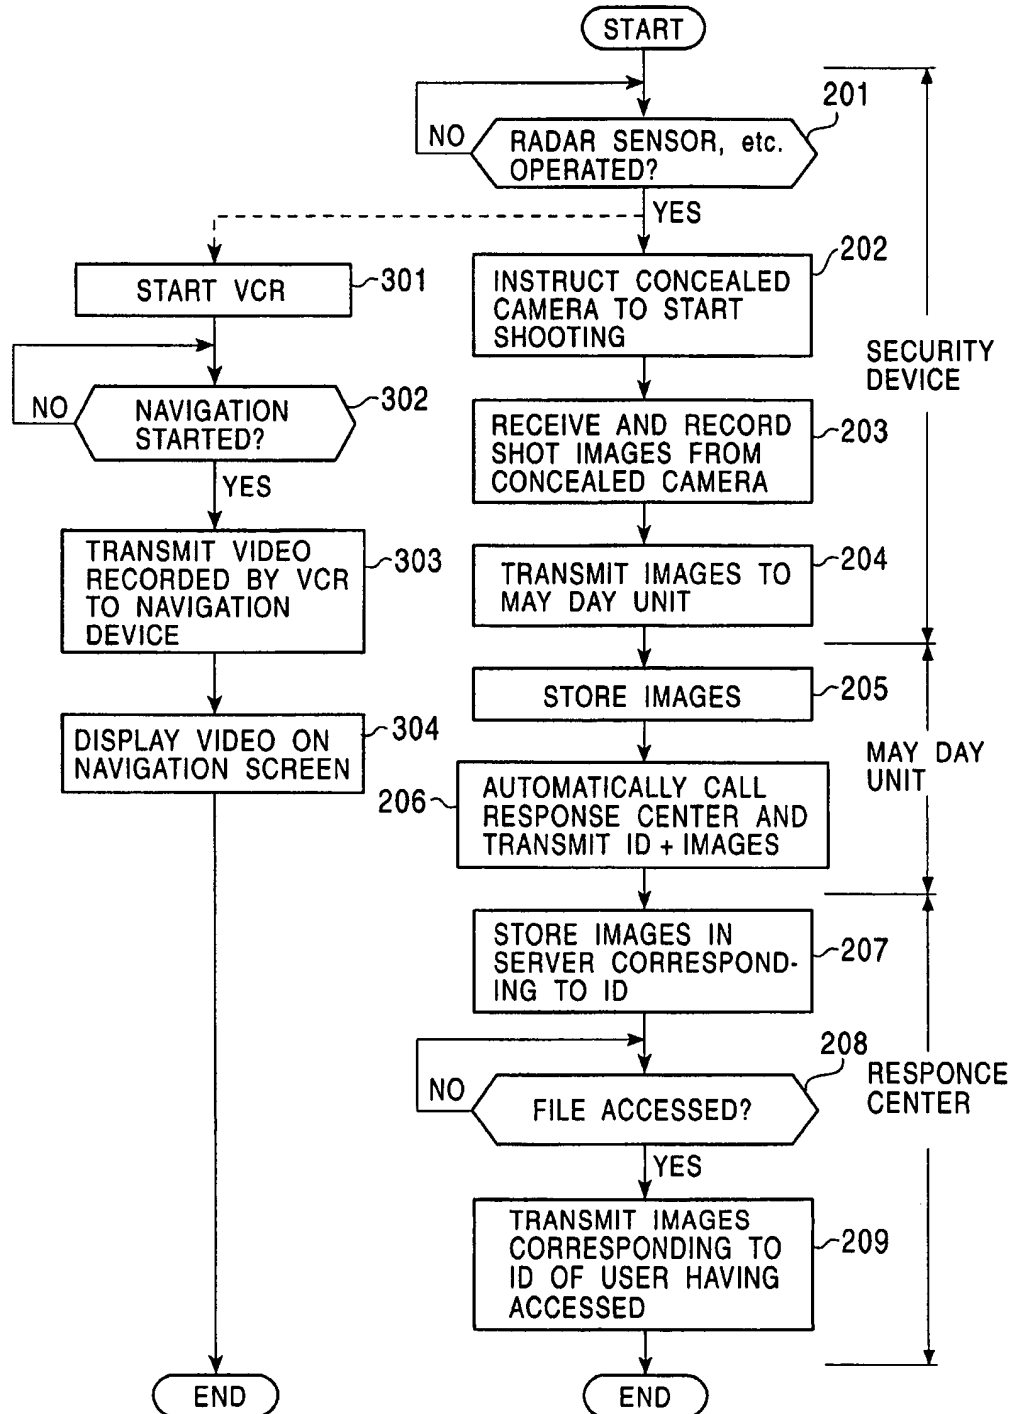 START
201
RADAR SENSOR, etc.
OPERATED?
NO
YES
202
INSTRUCT CONCEALED
CAMERA TO START
SHOOTING
RECEIVE AND RECORD
SHOT IMAGES FROM
CONCEALED CAMERA
203
TRANSMIT IMAGES TO
MAY DAY UNIT
204
SECURITY
DEVICE
STORE IMAGES
205
206
AUTOMATICALLY CALL
RESPONSE CENTER AND
TRANSMIT ID + IMAGES
MAY DAY
UNIT
STORE IMAGES IN
SERVER CORRESPOND-
ING TO ID
207
208
FILE ACCESSED?
NO
YES
TRANSMIT IMAGES
CORRESPONDING TO
ID OF USER HAVING
ACCESSED
209
RESPONCE
CENTER
END
START VCR
301
NAVIGATION
STARTED?
302
NO
YES
TRANSMIT VIDEO
RECORDED BY VCR
TO NAVIGATION
DEVICE
303
DISPLAY VIDEO ON
NAVIGATION SCREEN
304
END